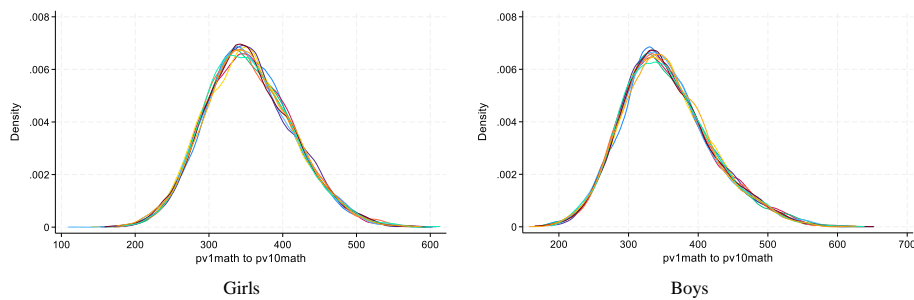 .008 .008
.006 .006
.004 .004
.002 .002
0 0
Density Density
100 200 300 400 500 600 200 300 400 500 600 700
pv1math to pv10math pv1math to pv10math
Girls Boys